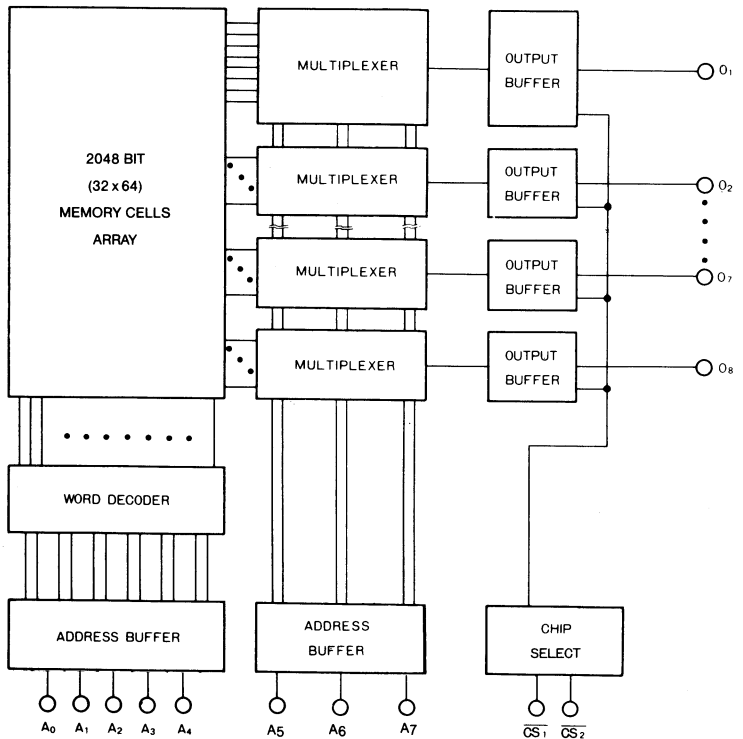 MULTIPLEXER
OUTPUT
BUFFER
O1
2048 BIT
(32 x 64)
MEMORY CELLS
ARRAY
MULTIPLEXER
OUTPUT
BUFFER
O2
MULTIPLEXER
OUTPUT
BUFFER
O7
MULTIPLEXER
OUTPUT
BUFFER
O8
WORD DECODER
ADDRESS BUFFER
ADDRESS
BUFFER
CHIP
SELECT
A0 A1 A2 A3 A4 A5 A6 A7 CS1 CS2